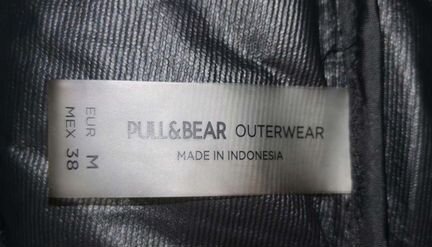 PULL&BEAR OUTERWEAR
MADE IN INDONESIA
EUR M
MEX 38